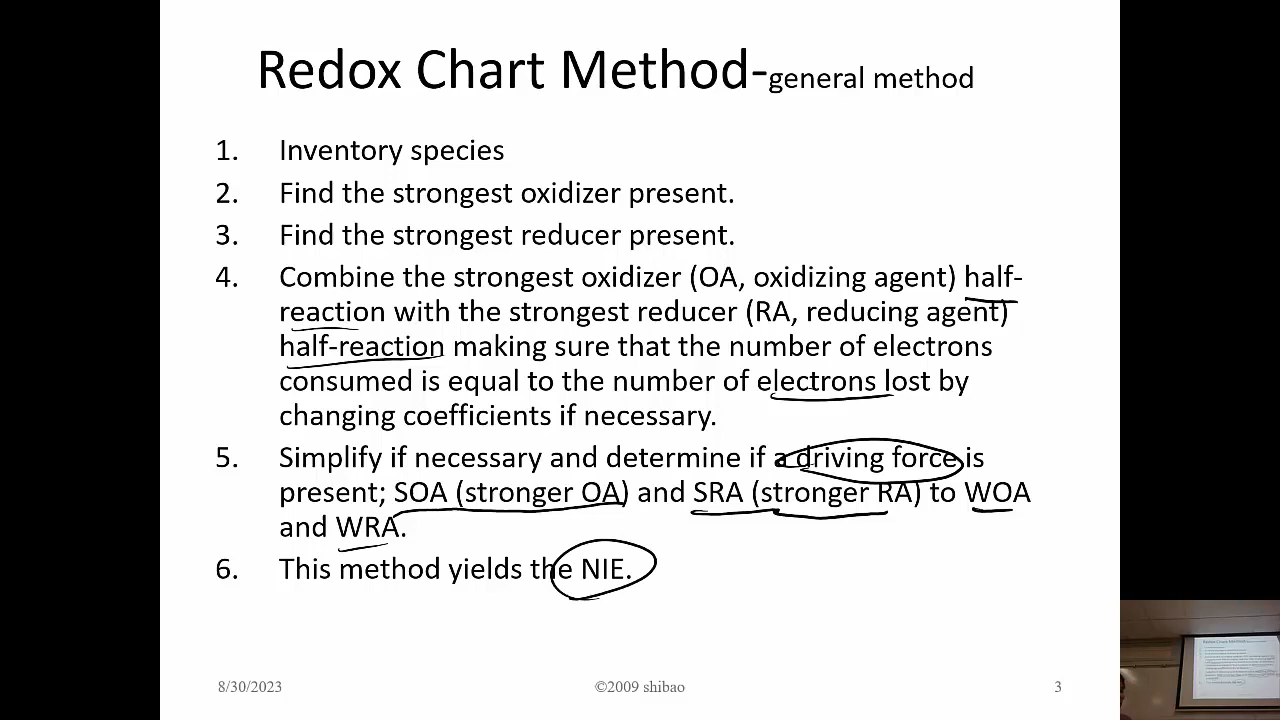 Redox Chart Method-general method
1. Inventory species
2. Find the strongest oxidizer present.
3. Find the strongest reducer present.
4. Combine the strongest oxidizer (OA, oxidizing agent) half-
reaction with the strongest reducer (RA, reducing agent)
half-reaction making sure that the number of electrons
consumed is equal to the number of electrons lost by
changing coefficients if necessary.
5. Simplify if necessary and determine if a driving force is
present; SOA (stronger OA) and SRA (stronger RA) to WOA
and WRA.
6. This method yields the NIE.
8/30/2023 ©2009 shibao 3